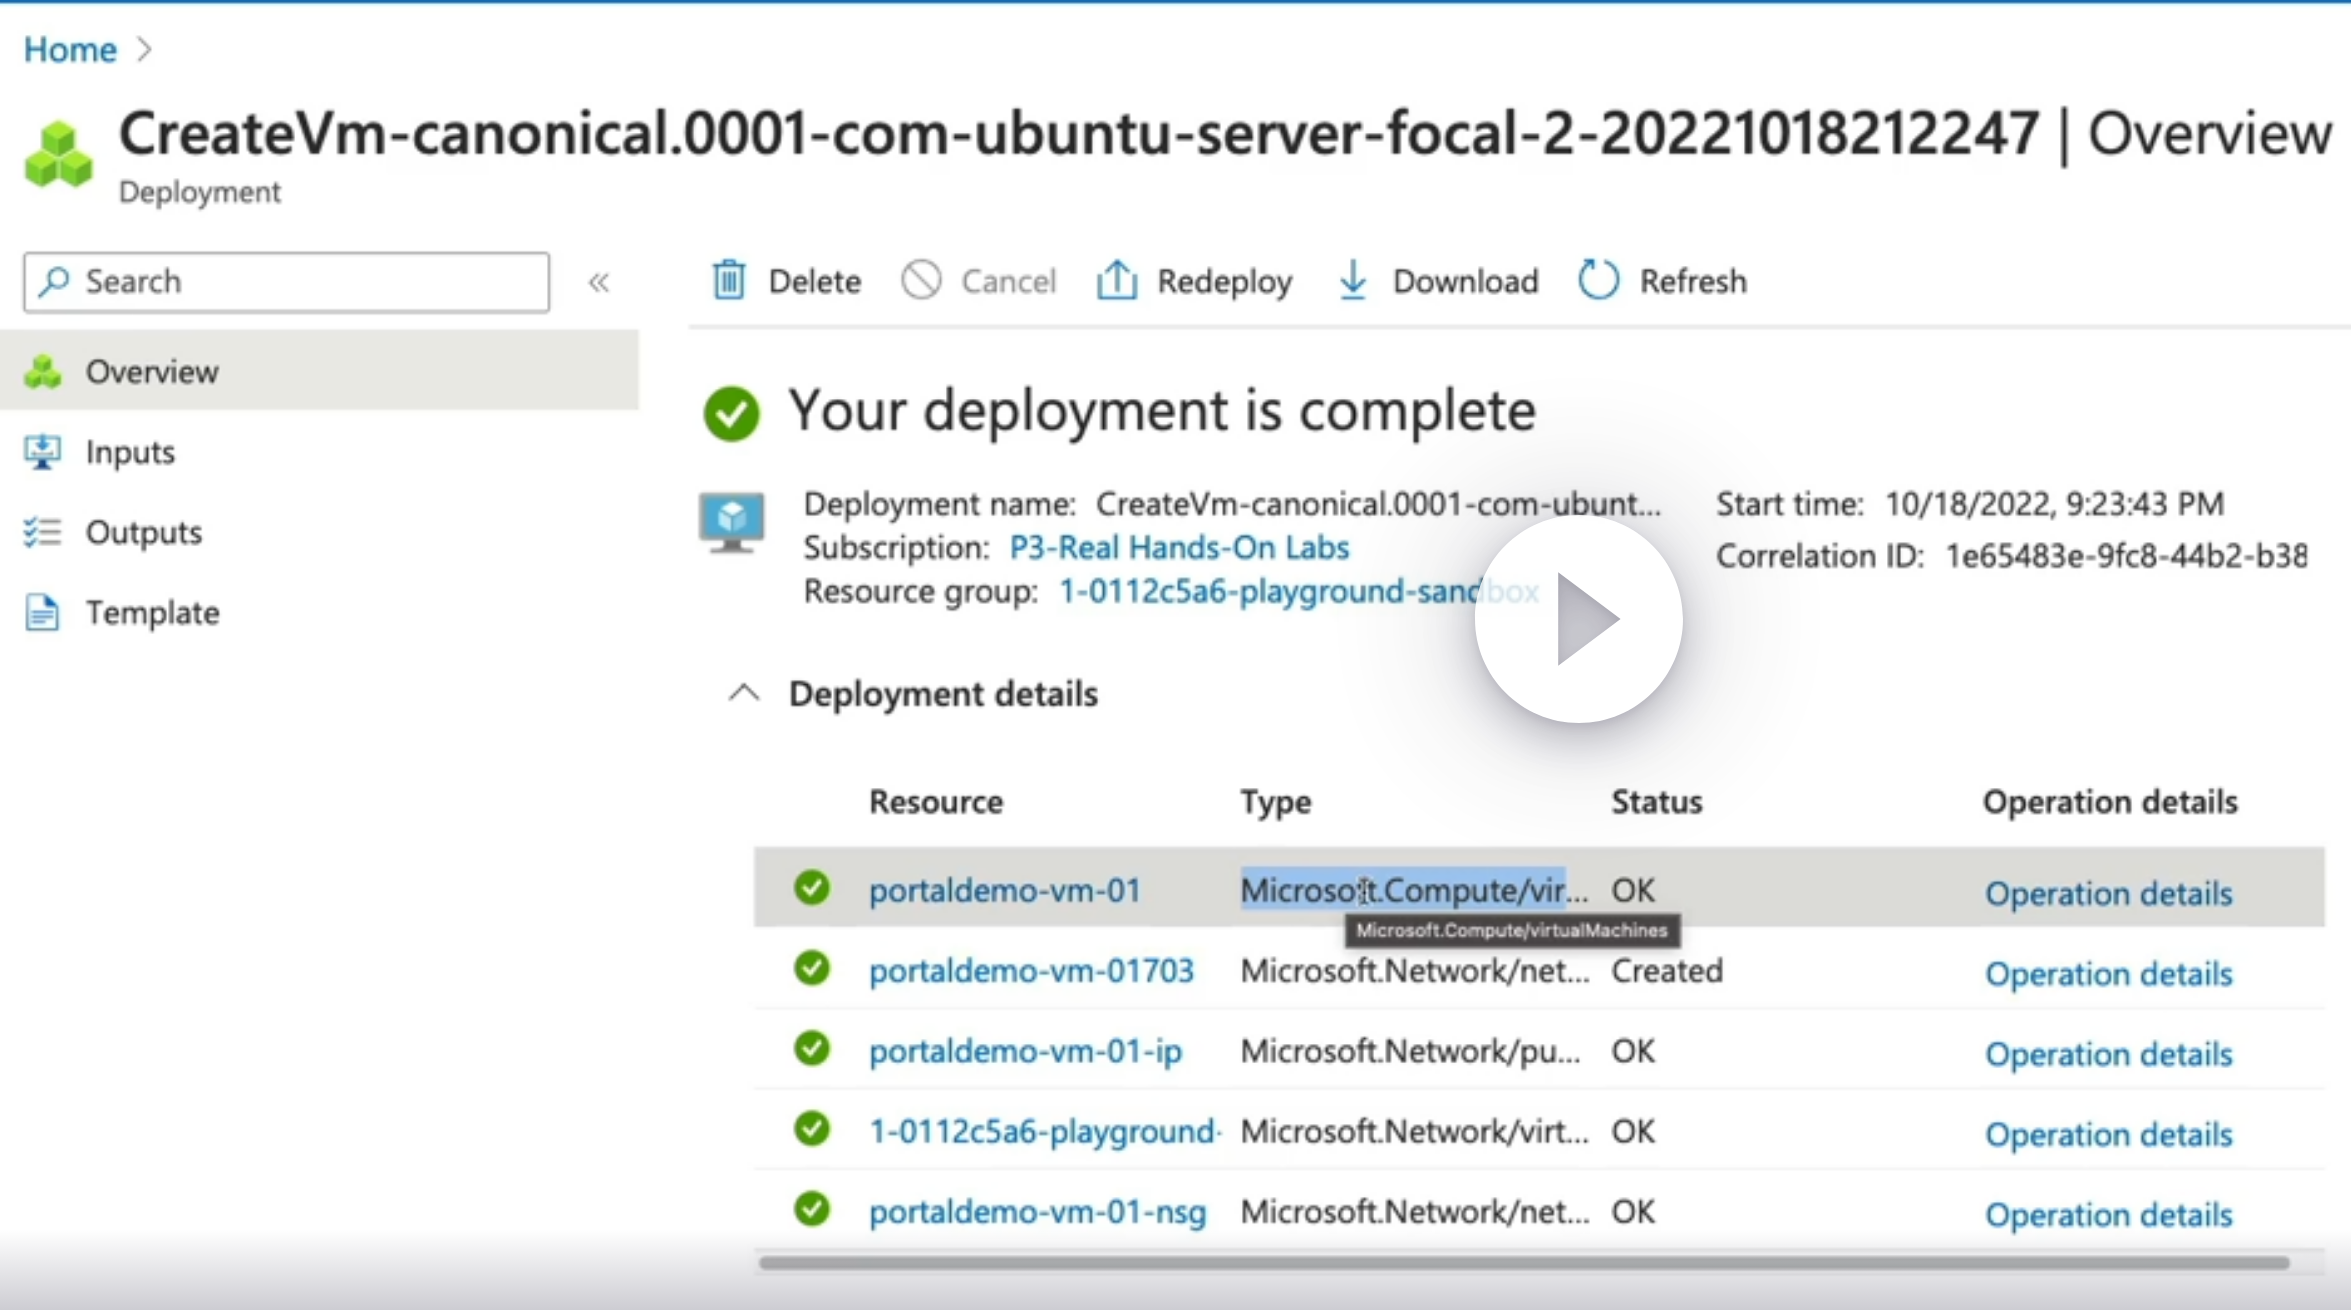 Home
CreateVm-canonical.0001-com-ubuntu-server-focal-2-20221018212247 | Overview
Deployment
Search
Delete
Cancel
Redeploy
Download
Refresh
Overview
Inputs
Outputs
Template
Your deployment is complete
Deployment name: CreateVm-canonical.0001-com-ubunt...
Subscription: P3-Real Hands-On Labs
Resource group: 1-0112c5a6-playground-sandbox
Start time: 10/18/2022, 9:23:43 PM
Correlation ID: 1e65483e-9fc8-44b2-b38
Deployment details
Resource Type Status Operation details
portaldemo-vm-01 Microsoft.Compute/vir... OK Operation details
Microsoft.Compute/virtualMachines
portaldemo-vm-01703 Microsoft.Network/net... Created Operation details
portaldemo-vm-01-ip Microsoft.Network/pu... OK Operation details
1-0112c5a6-playground- Microsoft.Network/virt... OK Operation details
portaldemo-vm-01-nsg Microsoft.Network/net... OK Operation details